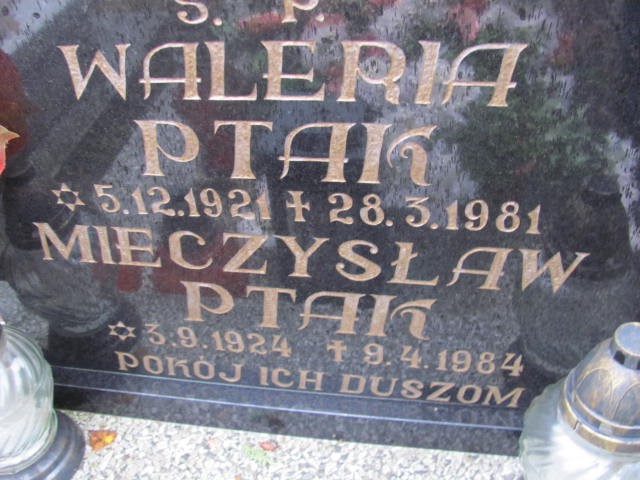 Ś. P.
WALERIA
PTAK
✡ 5.12.1921 ✝ 28.3.1981
MIECZYSŁAW
PTAK
✡ 3.9.1924 ✝ 9.4.1984
POKÓJ ICH DUSZOM